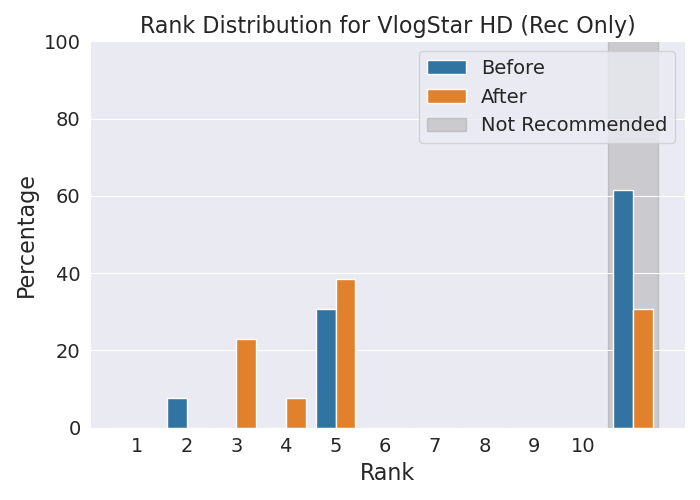 Rank Distribution for VlogStar HD (Rec Only)
Before
After
Not Recommended
Percentage
100
80
60
40
20
0
1 2 3 4 5 6 7 8 9 10
Rank